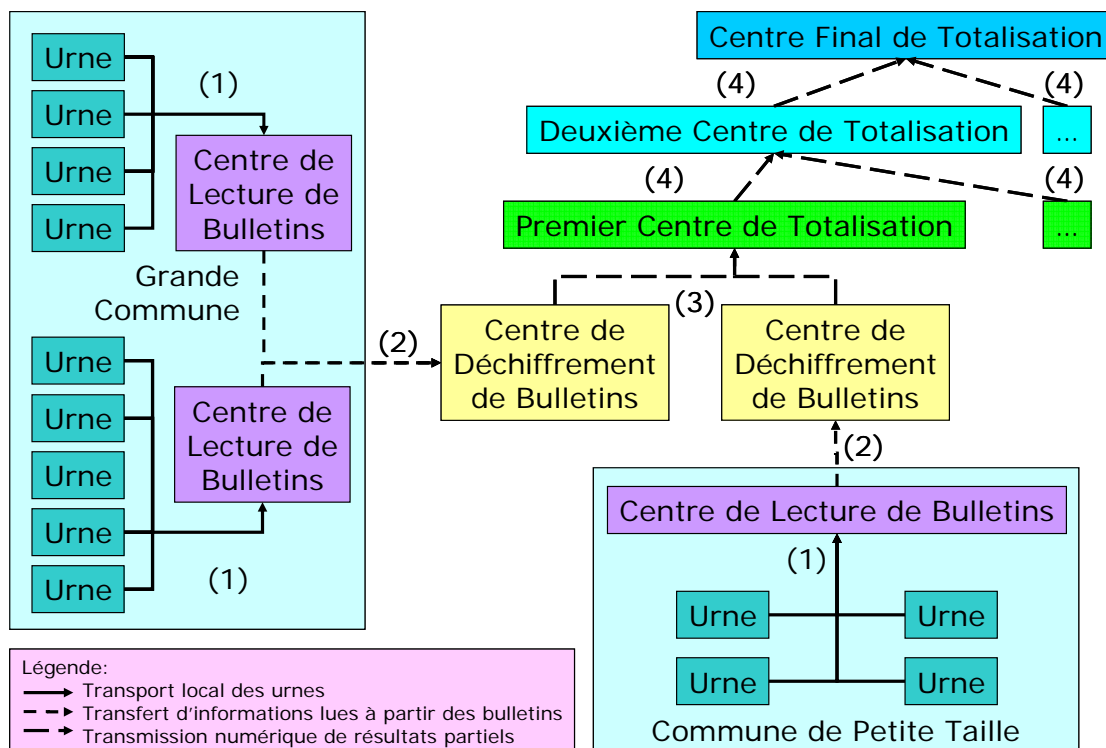 Urne
Urne
Urne
Urne
(1)
Centre de
Lecture de
Bulletins
Grande
Commune
Urne
Urne
Urne
Urne
Urne
Centre de
Lecture de
Bulletins
(1)
(2)
Centre Final de Totalisation
(4)
(4)
Deuxième Centre de Totalisation
...
(4)
(4)
Premier Centre de Totalisation
...
(3)
Centre de
Déchiffrement
de Bulletins
Centre de
Déchiffrement
de Bulletins
(2)
Centre de Lecture de Bulletins
(1)
Urne
Urne
Urne
Urne
Commune de Petite Taille
Légende:
Transport local des urnes
Transfert d'informations lues à partir des bulletins
Transmission numérique de résultats partiels